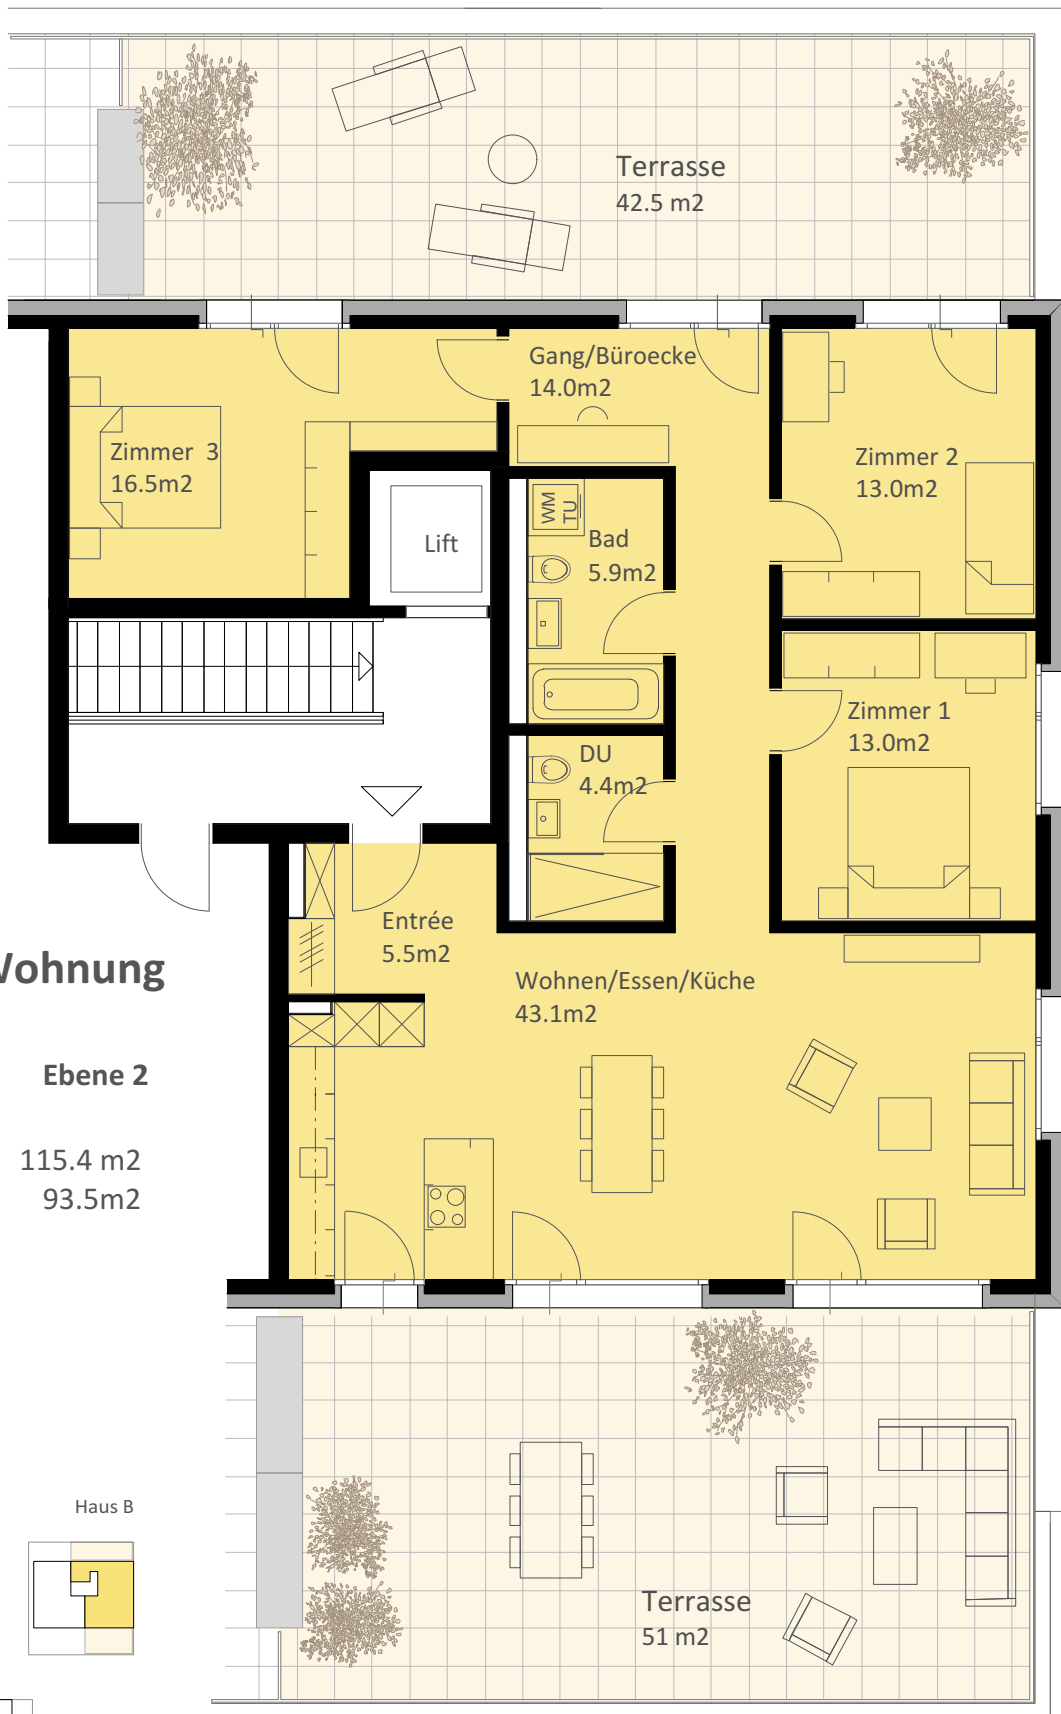 Terrasse
42.5 m2
Gang/Büroecke
14.0m2
Zimmer 3
16.5m2
Zimmer 2
13.0m2
WM
TU
Lift
Bad
5.9m2
Zimmer 1
13.0m2
DU
4.4m2
Entrée
5.5m2
Wohnung
Wohnen/Essen/Küche
43.1m2
Ebene 2
115.4 m2
93.5m2
Haus B
Terrasse
51 m2